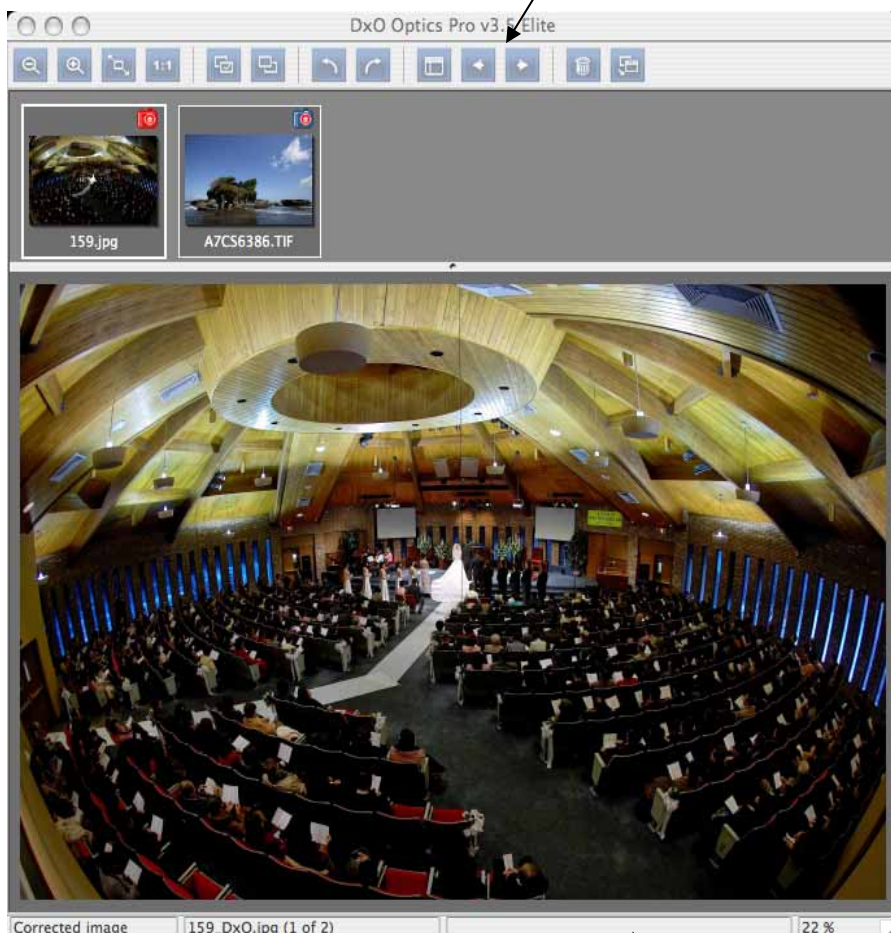 DxO Optics Pro v3.5 Elite
1:1
159.jpg
A7CS6386.TIF
Corrected image
159_DxO.jpg (1 of 2)
22 %